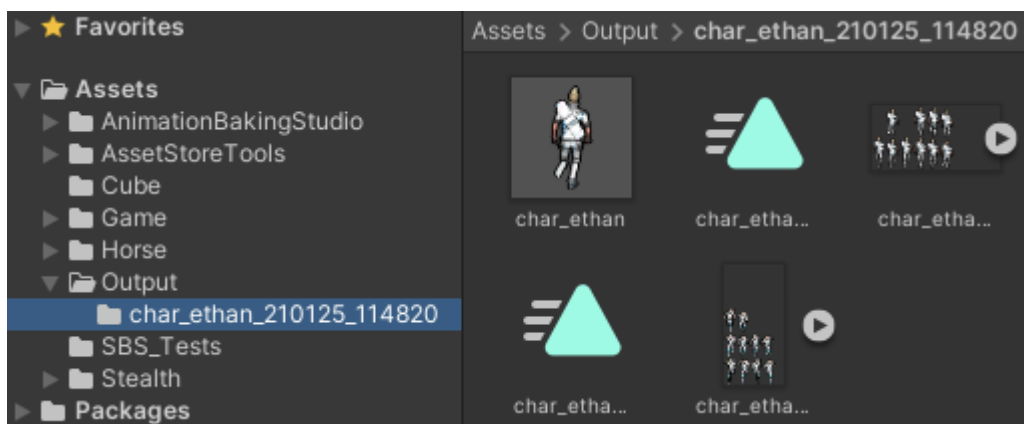 Favorites
Assets
AnimationBakingStudio
AssetStoreTools
Cube
Game
Horse
Output
char_ethan_210125_114820
SBS_Tests
Stealth
Packages
Assets > Output > char_ethan_210125_114820
char_ethan
char_etha...
char_etha...
char_etha...
char_etha...